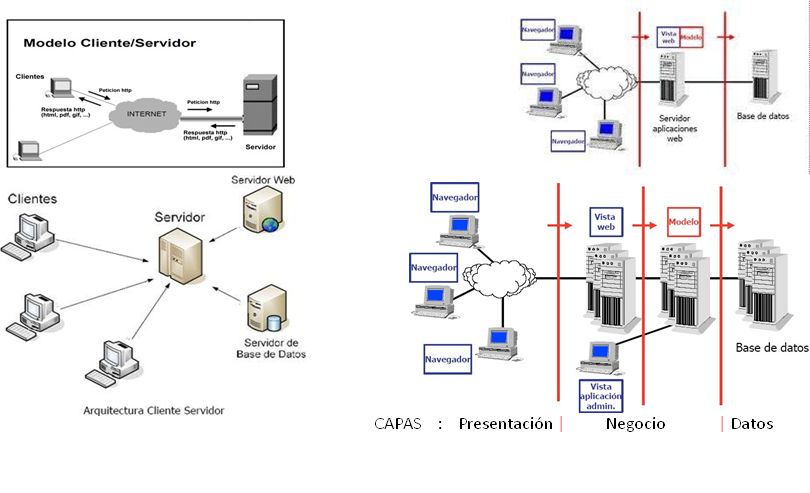 Modelo Cliente/Servidor
Clientes
Peticion http
Respuesta http
(html, pdf, gif, ...)
INTERNET
Peticion http
Respuesta http
(html, pdf, gif, ...)
Servidor
Clientes
Servidor
Servidor Web
Servidor de
Base de Datos
Arquitectura Cliente Servidor
Navegador
Navegador
Navegador
Vista
web
Modelo
Servidor
aplicaciones
web
Base de datos
Navegador
Navegador
Navegador
Vista
web
Modelo
Base de datos
Vista
aplicación
admin.
CAPAS : Presentación | Negocio | Datos